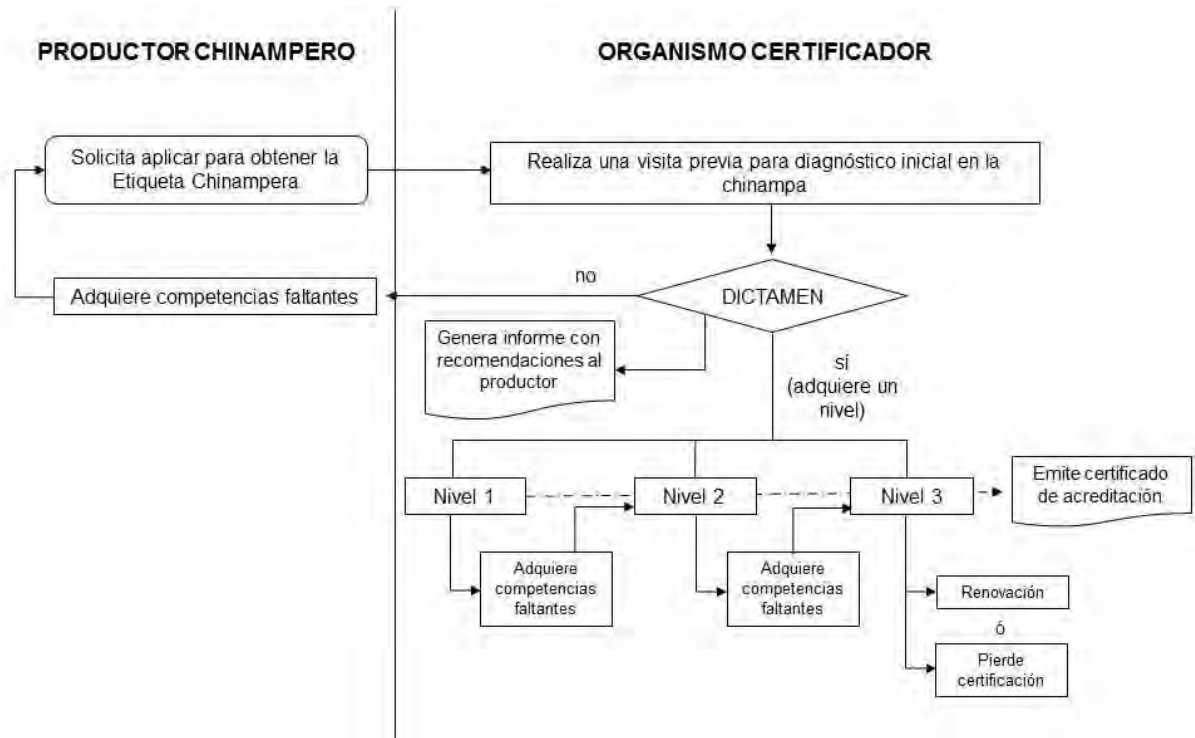 PRODUCTOR CHINAMPERO
ORGANISMO CERTIFICADOR
Solicita aplicar para obtener la
Etiqueta Chinampera
Realiza una visita previa para diagnóstico inicial en la
chinampa
Adquiere competencias faltantes
no
DICTAMEN
Genera informe con
recomendaciones al
productor
sí
(adquiere un
nivel)
Nivel 1
Nivel 2
Nivel 3
Emite certificado
de acreditación
Adquiere
competencias
faltantes
Adquiere
competencias
faltantes
Renovación
ó
Pierde
certificación